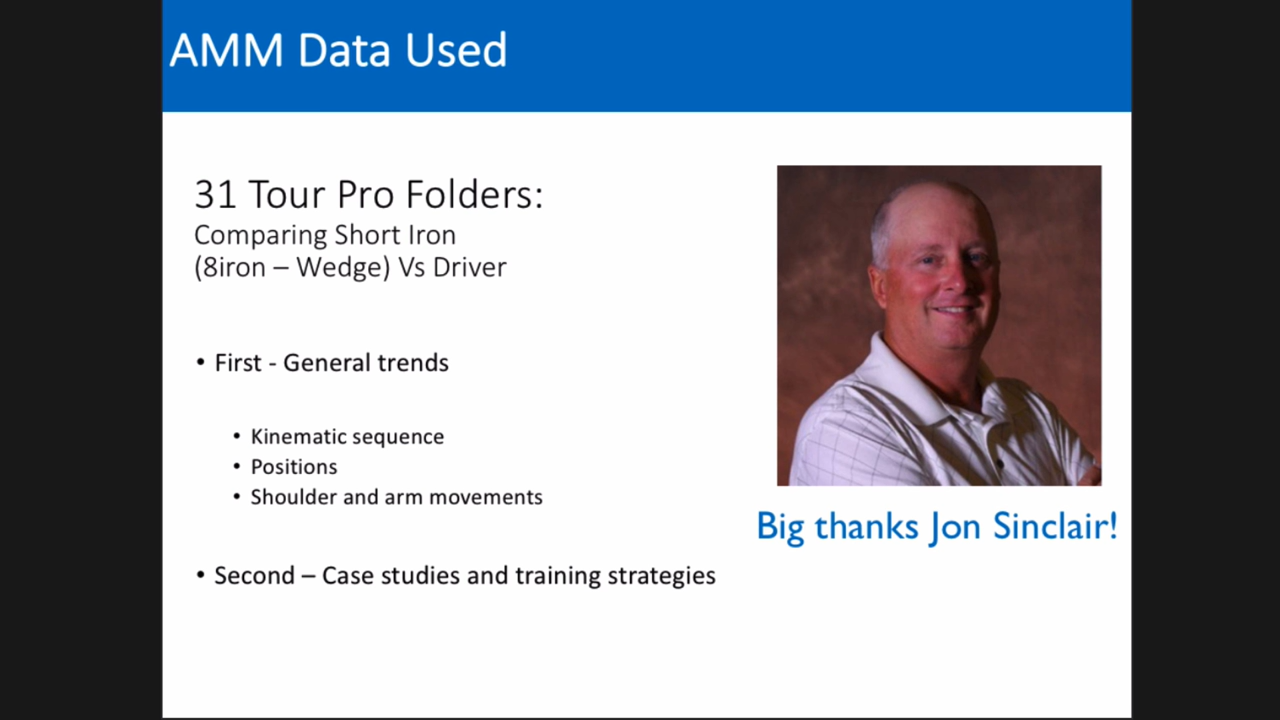 AMM Data Used
31 Tour Pro Folders:
Comparing Short Iron
(8iron – Wedge) Vs Driver
• First - General trends
• Kinematic sequence
• Positions
• Shoulder and arm movements
• Second – Case studies and training strategies
Big thanks Jon Sinclair!